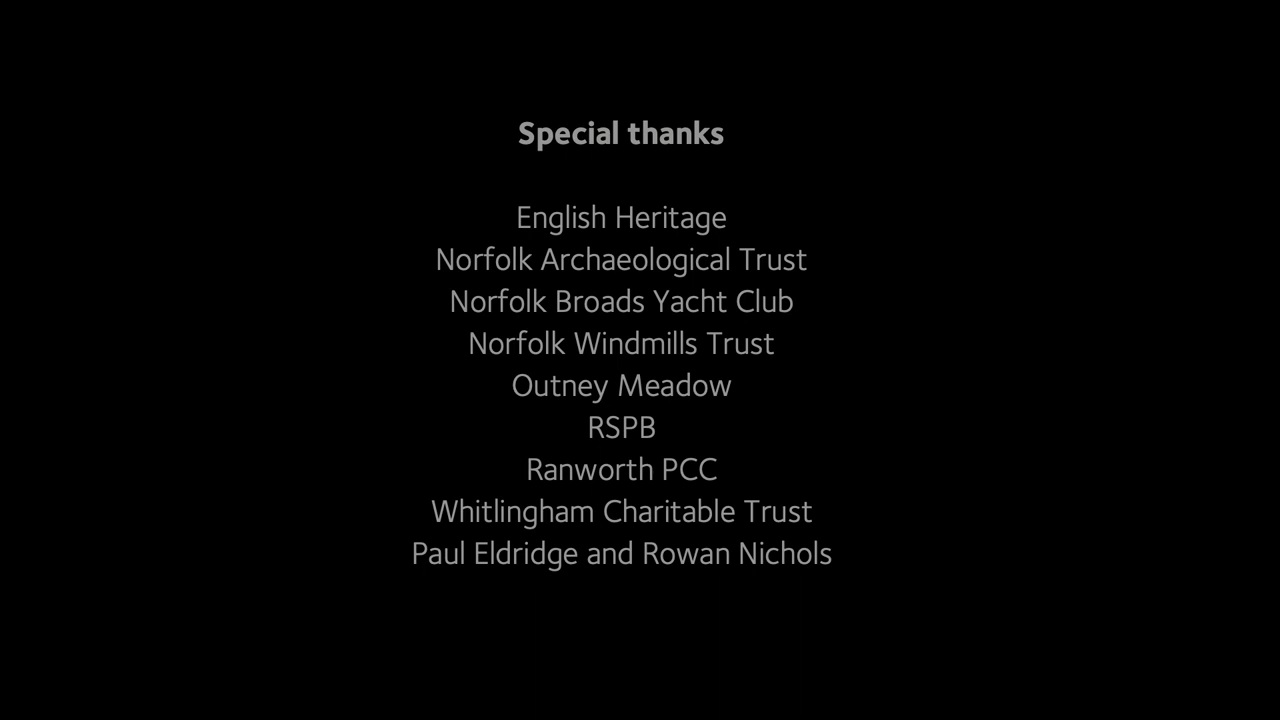 Special thanks
English Heritage
Norfolk Archaeological Trust
Norfolk Broads Yacht Club
Norfolk Windmills Trust
Outney Meadow
RSPB
Ranworth PCC
Whitlingham Charitable Trust
Paul Eldridge and Rowan Nichols